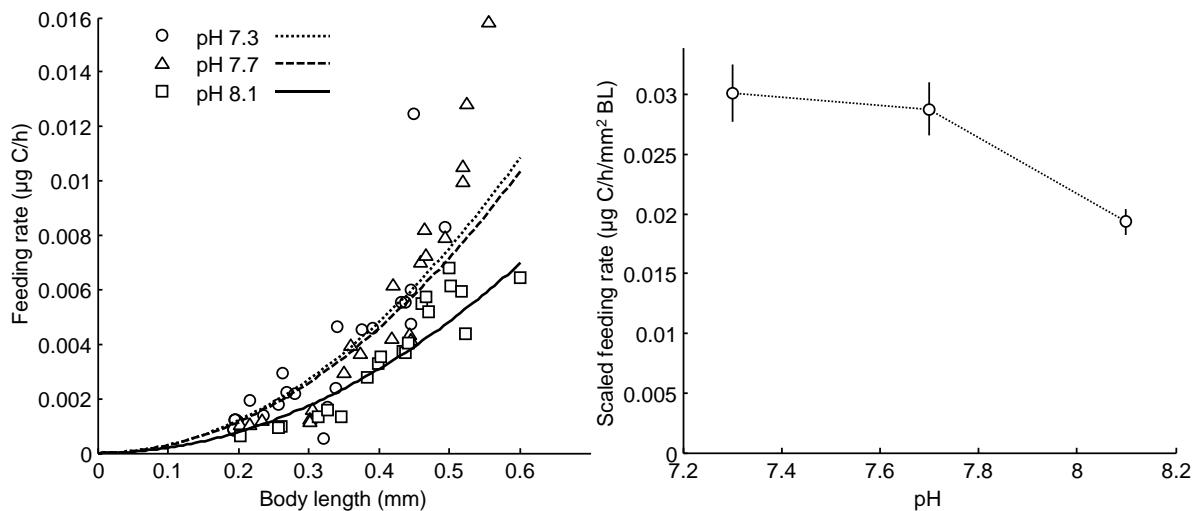 0.016
0.014
0.012
0.01
0.008
0.006
0.004
0.002
0
Feeding rate (µg C/h)
pH 7.3
pH 7.7
pH 8.1
0 0.1 0.2 0.3 0.4 0.5 0.6
Body length (mm)
0.03
0.025
0.02
0.015
0.01
0.005
0
Scaled feeding rate (µg C/h/mm² BL)
7.2 7.4 7.6 7.8 8 8.2
pH